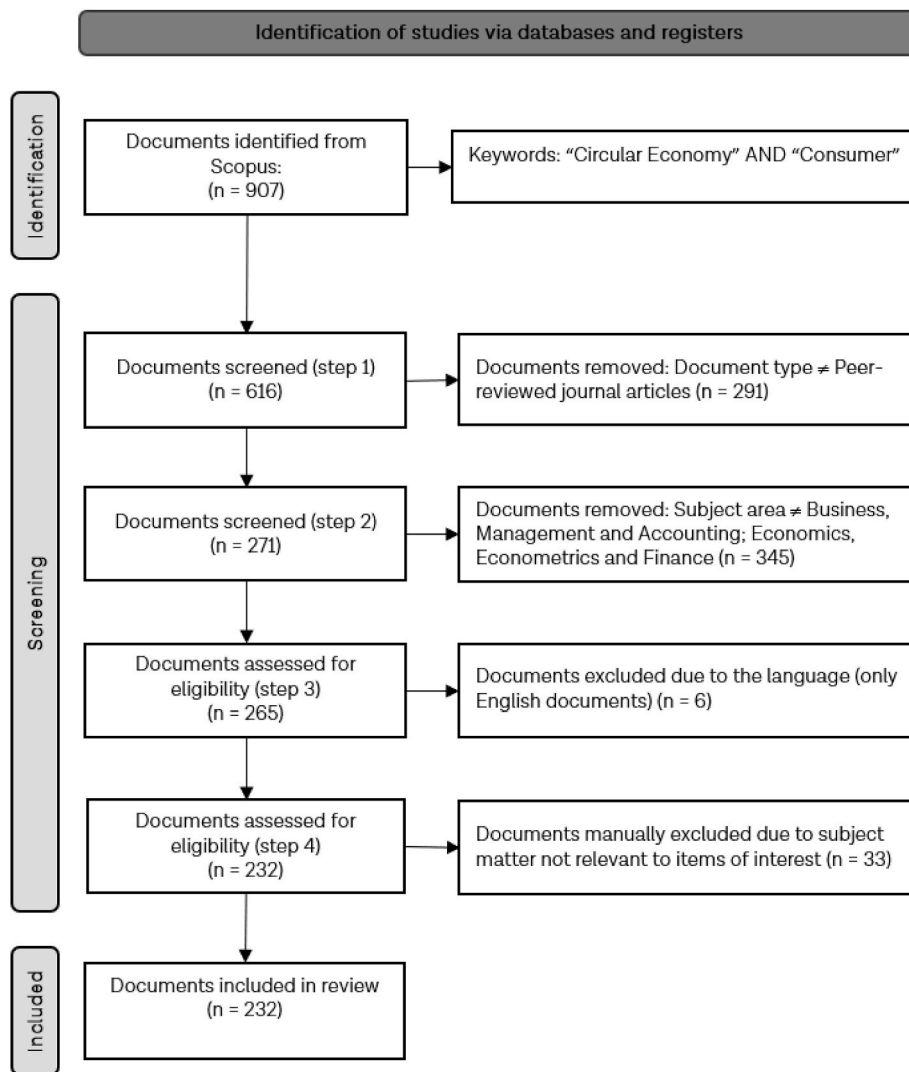 Identification of studies via databases and registers
Identification
Documents identified from
Scopus:
(n = 907)
Keywords: “Circular Economy” AND “Consumer”
Screening
Documents screened (step 1)
(n = 616)
Documents removed: Document type ≠ Peer-
reviewed journal articles (n = 291)
Documents screened (step 2)
(n = 271)
Documents removed: Subject area ≠ Business,
Management and Accounting; Economics,
Econometrics and Finance (n = 345)
Documents assessed for
eligibility (step 3)
(n = 265)
Documents excluded due to the language (only
English documents) (n = 6)
Documents assessed for
eligibility (step 4)
(n = 232)
Documents manually excluded due to subject
matter not relevant to items of interest (n = 33)
Included
Documents included in review
(n = 232)